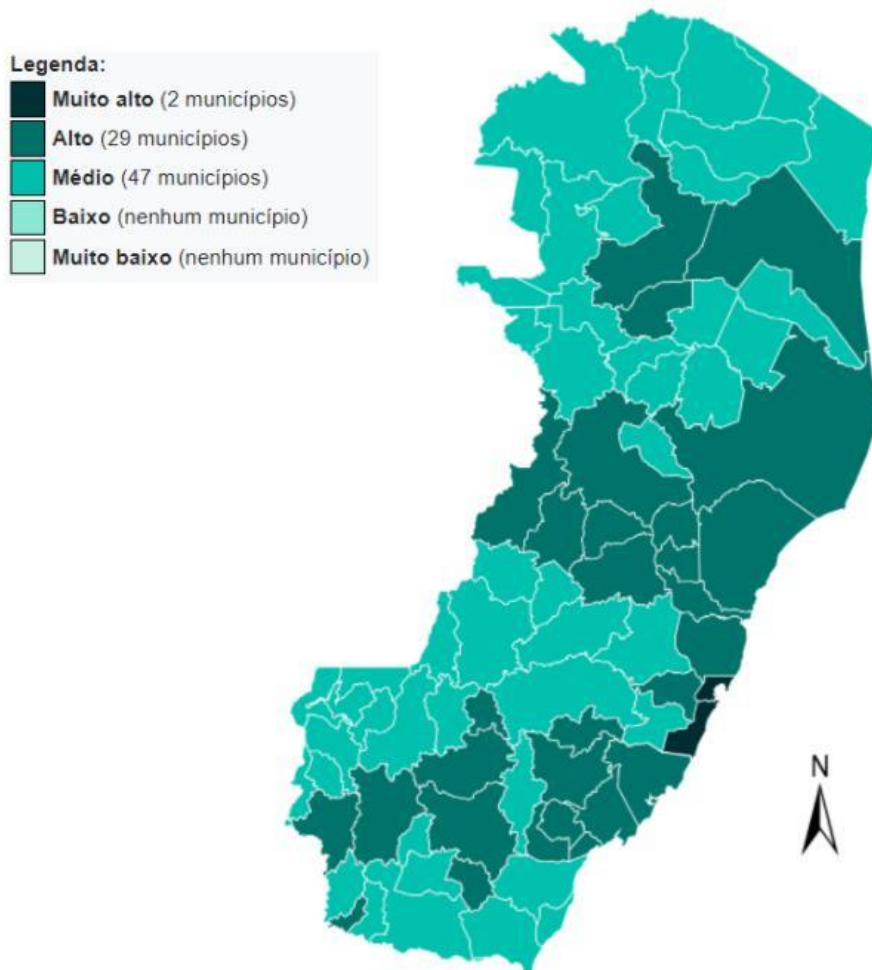 Legenda:
Muito alto (2 municípios)
Alto (29 municípios)
Médio (47 municípios)
Baixo (nenhum município)
Muito baixo (nenhum município)
N